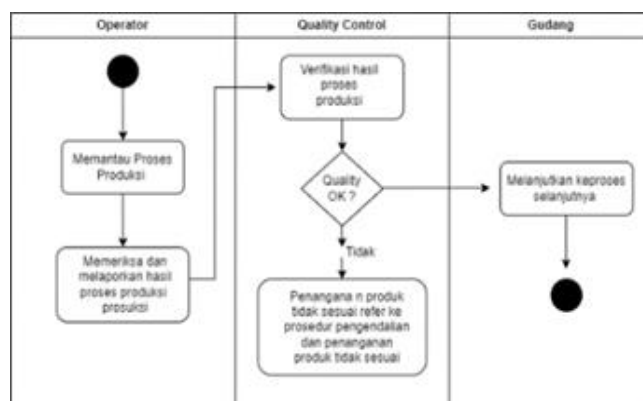 Operator
Quality Control
Gudang
Verifikasi hasil
proses
produksi
Memantau Proses
Produksi
Quality
OK ?
Melanjutkan keproses
selanjutnya
Memeriksa dan
melaporkan hasil
proses produksi
prosuksi
Tidak
Penangana n produk
tidak sesuai refer ke
prosedur pengendalian
dan penanganan
produk tidak sesuai